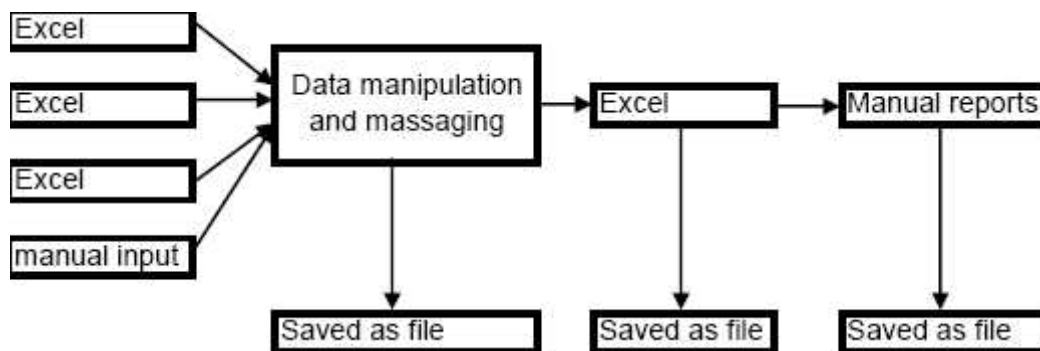 Excel
Excel
Excel
manual input
Data manipulation
and massaging
Excel
Manual reports
Saved as file
Saved as file
Saved as file